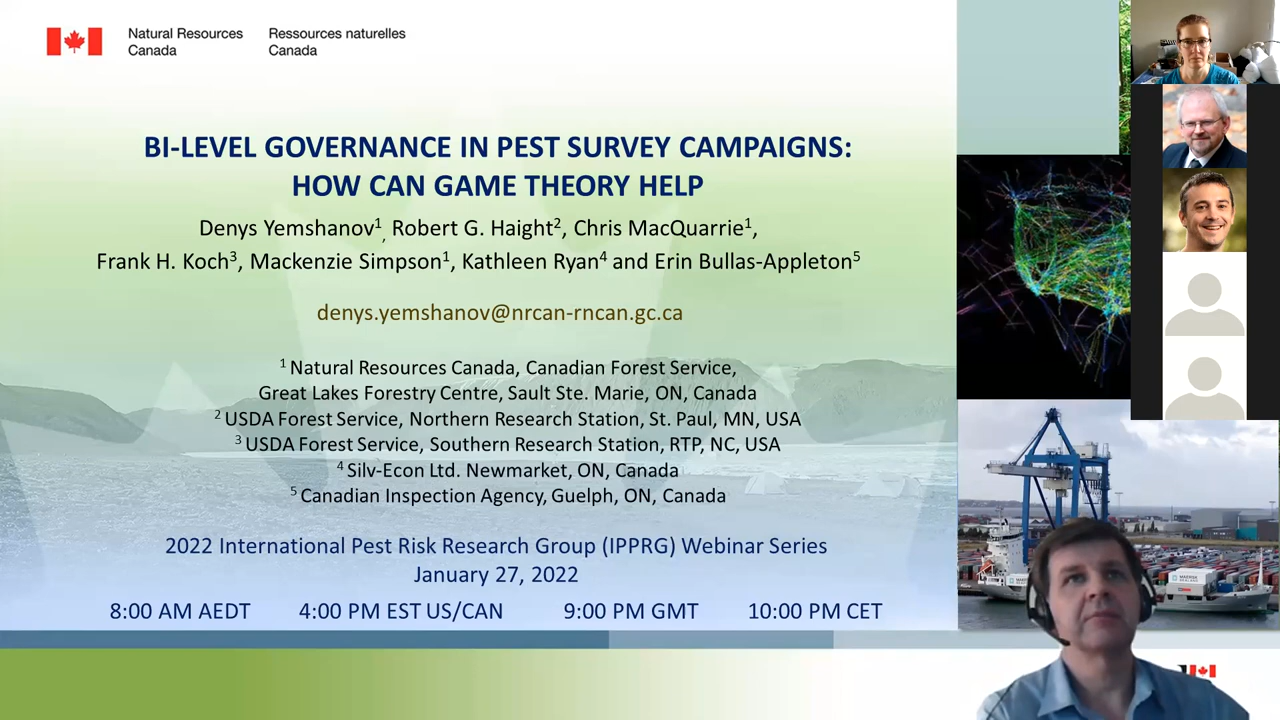 Natural Resources Ressources naturelles
Canada Canada
BI-LEVEL GOVERNANCE IN PEST SURVEY CAMPAIGNS:
HOW CAN GAME THEORY HELP
Denys Yemshanov1, Robert G. Haight2, Chris MacQuarrie1,
Frank H. Koch3, Mackenzie Simpson1, Kathleen Ryan4 and Erin Bullas-Appleton5
denys.yemshanov@nrcan-rncan.gc.ca
1 Natural Resources Canada, Canadian Forest Service,
Great Lakes Forestry Centre, Sault Ste. Marie, ON, Canada
2 USDA Forest Service, Northern Research Station, St. Paul, MN, USA
3 USDA Forest Service, Southern Research Station, RTP, NC, USA
4 Silv-Econ Ltd. Newmarket, ON, Canada
5 Canadian Inspection Agency, Guelph, ON, Canada
2022 International Pest Risk Research Group (IPPRG) Webinar Series
January 27, 2022
8:00 AM AEDT 4:00 PM EST US/CAN 9:00 PM GMT 10:00 PM CET